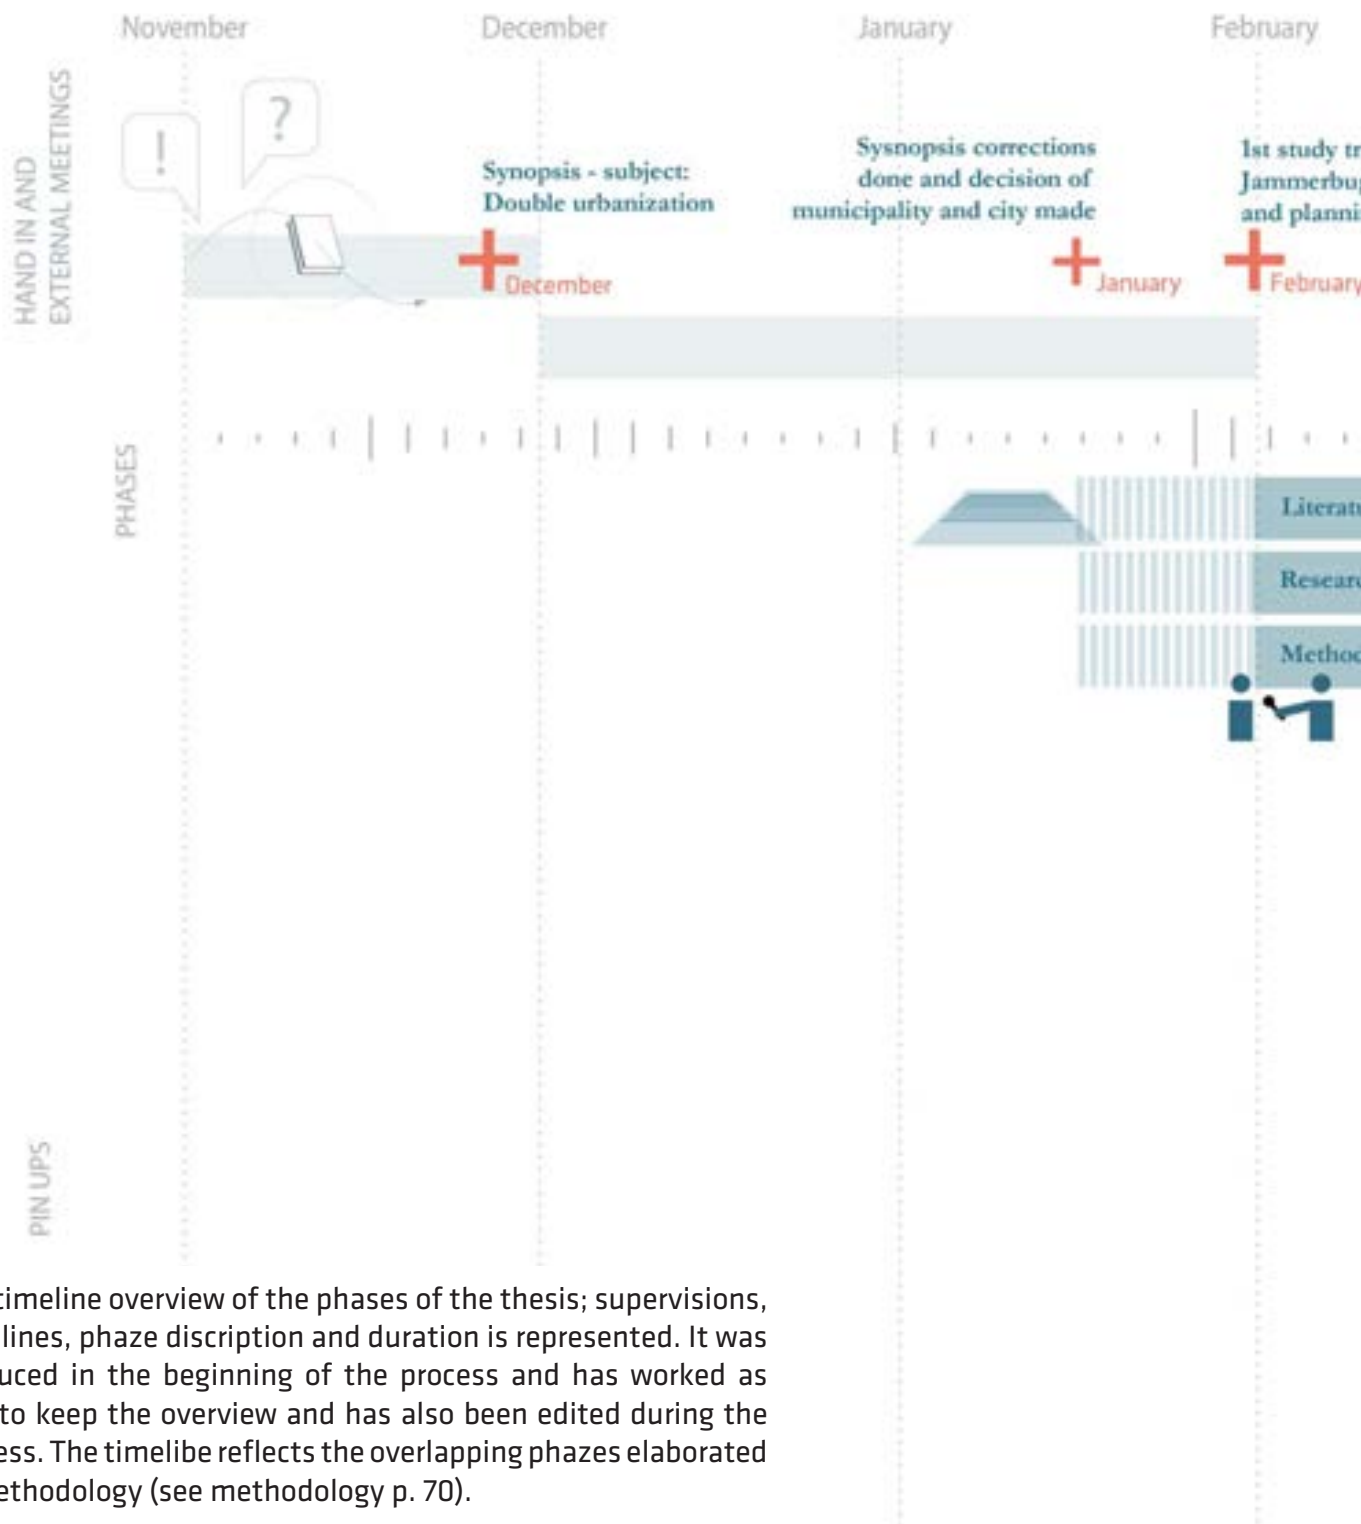 November
December
January
February
HAND IN AND
EXTERNAL MEETINGS
!
?
Synopsis - subject:
Double urbanization
December
Sysnopsis corrections
done and decision of
municipality and city made
January
1st study tr
Jammerbug
and planni
February
PHASES
Literatu
Researc
Method
PIN UPS
timeline overview of the phases of the thesis; supervisions,
lines, phaze discription and duration is represented. It was
uced in the beginning of the process and has worked as
to keep the overview and has also been edited during the
ess. The timelibe reflects the overlapping phazes elaborated
ethodology (see methodology p. 70).